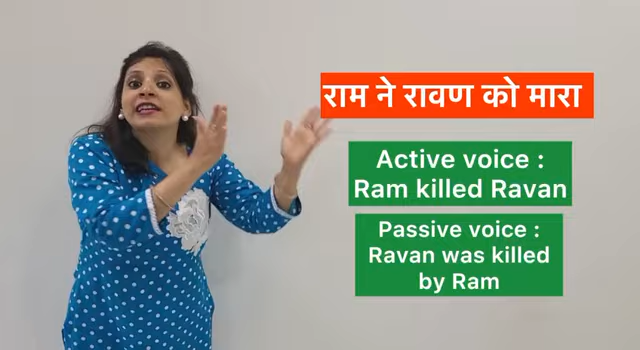 राम ने रावण को मारा
Active voice :
Ram killed Ravan
Passive voice :
Ravan was killed
by Ram